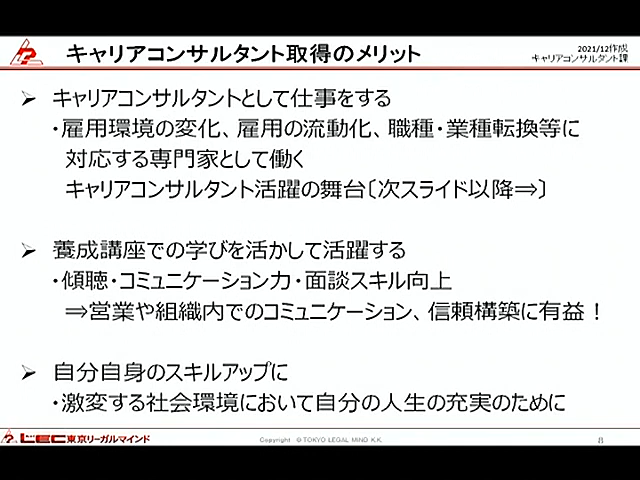 キャリアコンサルタント取得のメリット
2021/12作成
キャリアコンサルタント課
➢ キャリアコンサルタントとして仕事をする
・雇用環境の変化、雇用の流動化、職種・業種転換等に
対応する専門家として働く
キャリアコンサルタント活躍の舞台〔次スライド以降⇒〕
➢ 養成講座での学びを活かして活躍する
・傾聴・コミュニケーション力・面談スキル向上
⇒営業や組織内でのコミュニケーション、信頼構築に有益！
➢ 自分自身のスキルアップに
・激変する社会環境において自分の人生の充実のために
LEC東京リーガルマインド
Copyright © TOKYO LEGAL MIND K.K.
8